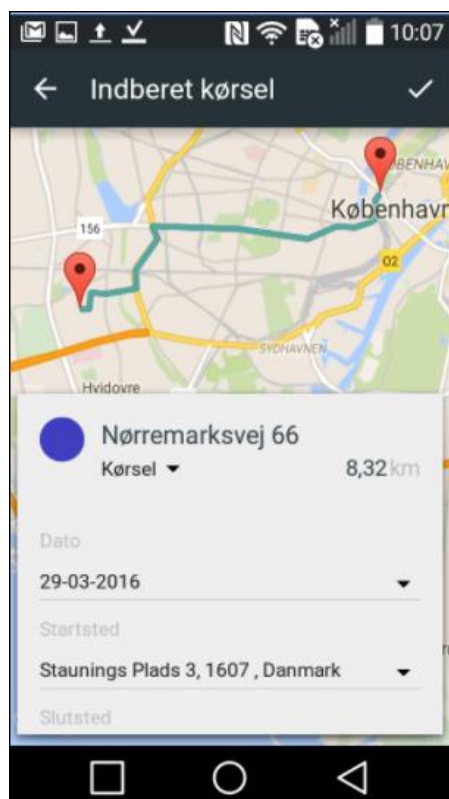 10:07
Indberet kørsel
BENHAV
København
156
O2
SYDHAVNEN
Hvidovre
Nørremarksvej 66
Kørsel
8,32 km
Dato
29-03-2016
Startsted
Staunings Plads 3, 1607 , Danmark
Slutsted